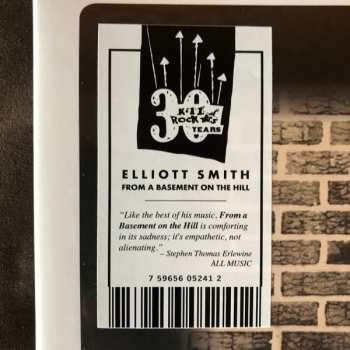 30
KILL
ROCK STARS
YEARS
ELLIOTT SMITH
FROM A BASEMENT ON THE HILL
"Like the best of his music, From a
Basement on the Hill is comforting
in its sadness; it's empathetic, not
alienating."
– Stephen Thomas Erlewine
ALL MUSIC
7 59656 05241 2